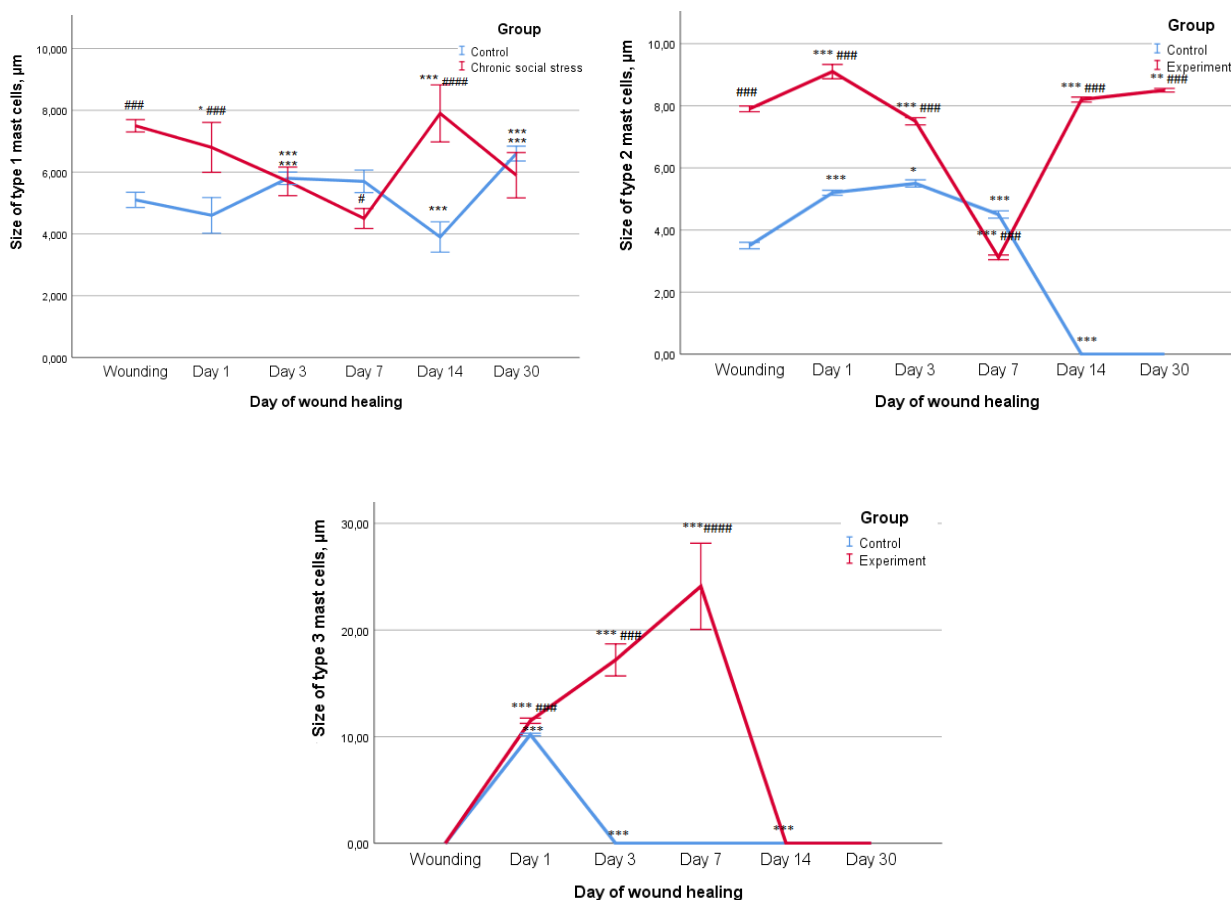 Group
Control
Chronic social stress
Size of type 1 mast cells, µm
10,000
8,000
6,000
4,000
2,000
0,000
###
* ###
***
***
#
*** ####
***
***
***
Wounding Day 1 Day 3 Day 7 Day 14 Day 30
Day of wound healing
Group
Control
Experiment
Size of type 2 mast cells, µm
10,00
8,00
6,00
4,00
2,00
0,00
###
*** ###
*** ###
*** ###
** ###
***
*
***
*** ###
***
Wounding Day 1 Day 3 Day 7 Day 14 Day 30
Day of wound healing
Group
Control
Experiment
Size of type 3 mast cells, µm
30,00
20,00
10,00
0,00
***####
*** ###
*** ###
***
***
***
Wounding Day 1 Day 3 Day 7 Day 14 Day 30
Day of wound healing